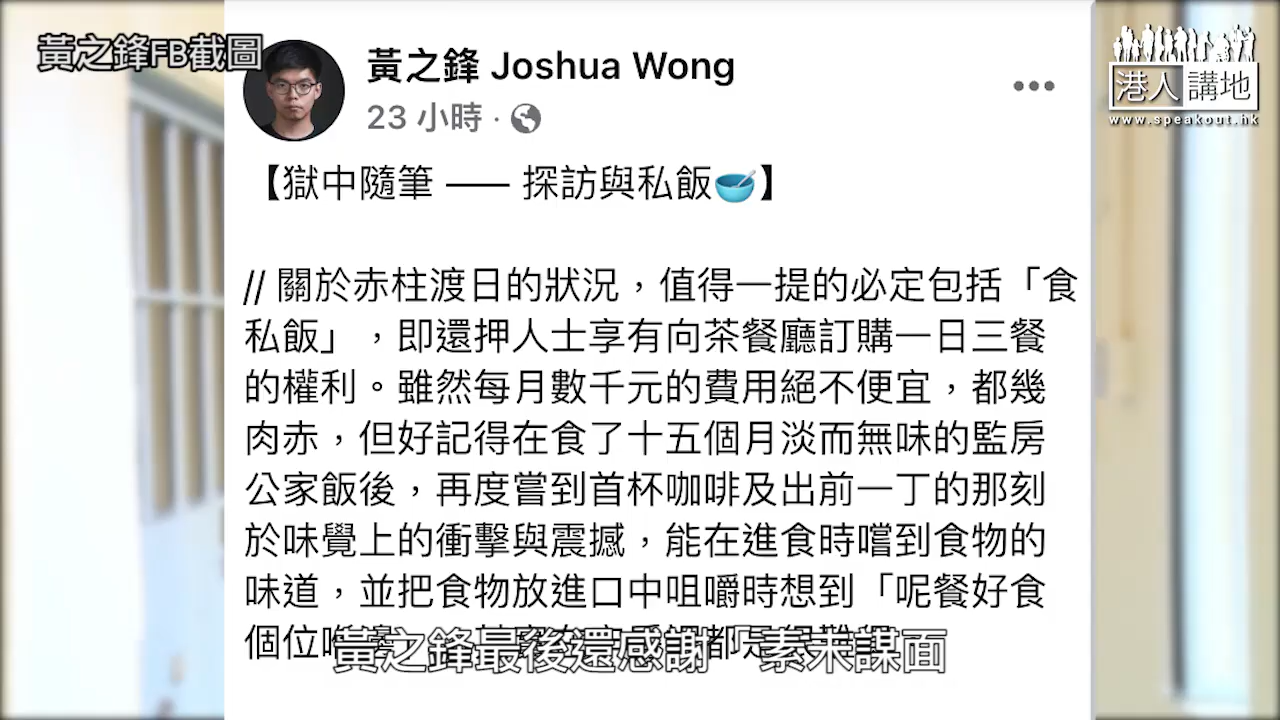 黃之鋒FB截圖
黃之鋒 Joshua Wong
23 小時 ·
港人講地
www.speakout.hk
【獄中隨筆 —— 探訪與私飯🥣】
// 關於赤柱渡日的狀況，值得一提的必定包括「食
私飯」，即還押人士享有向茶餐廳訂購一日三餐
的權利。雖然每月數千元的費用絕不便宜，都幾
肉赤，但好記得在食了十五個月淡而無味的監房
公家飯後，再度嘗到首杯咖啡及出前一丁的那刻
於味覺上的衝擊與震撼，能在進食時嚐到食物的
味道，並把食物放進口中咀嚼時想到「呢餐好食
個位
黃之鋒最後還感謝「素未謀面